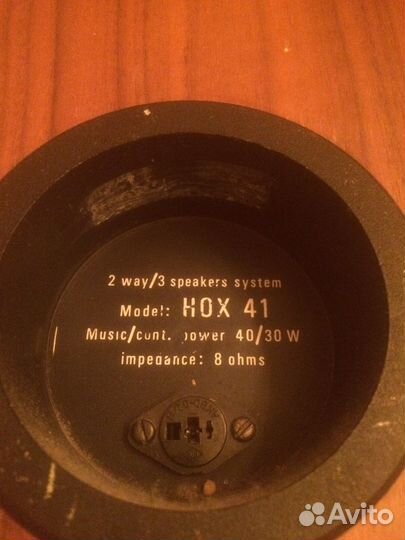 2 way/3 speakers system
Model: HOX 41
Music/cont. power 40/30 W
impedance: 8 ohms
Avito